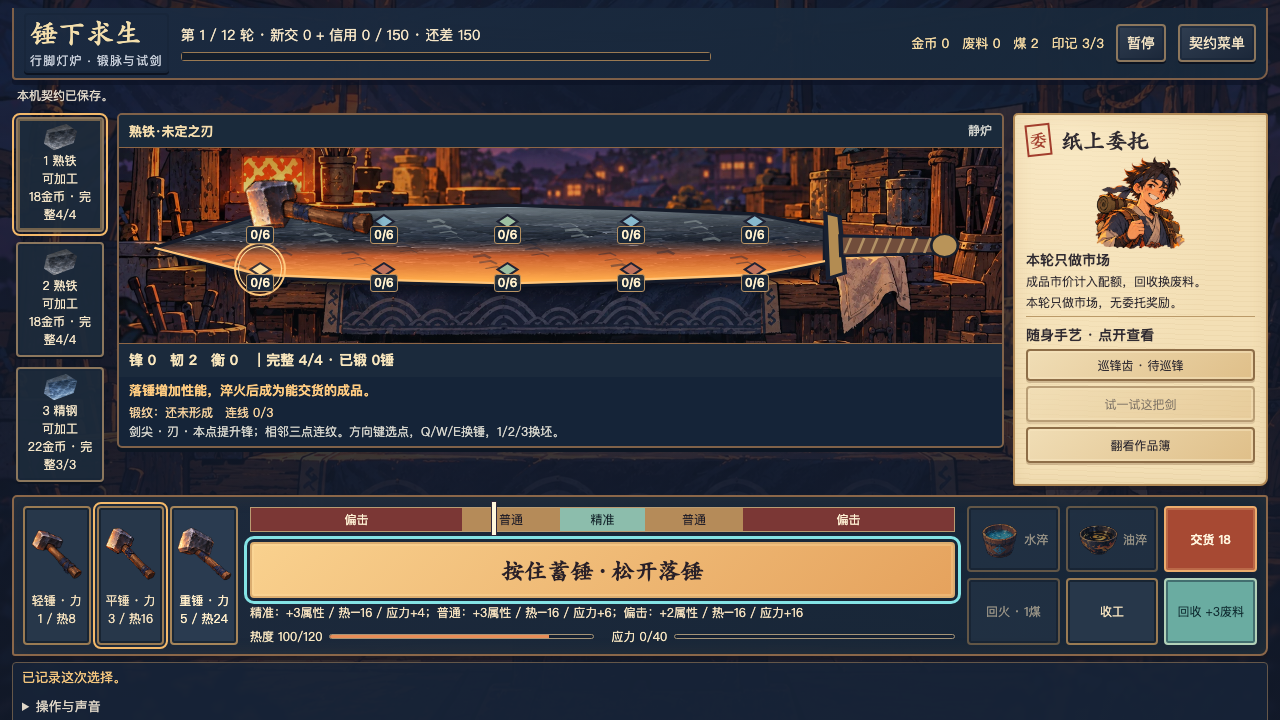 锤下求生
行脚灯炉 · 锻脉与试剑
第 1 / 12 轮 · 新交 0 + 信用 0 / 150 · 还差 150
金币 0 废料 0 煤 2 印记 3/3
暂停
契约菜单
本机契约已保存。
1 熟铁
可加工
18金币 · 完
整4/4
2 熟铁
可加工
18金币 · 完
整4/4
3 精钢
可加工
22金币 · 完
整3/3
熟铁·未定之刃
静炉
0/6
0/6
0/6
0/6
0/6
0/6
0/6
0/6
0/6
0/6
锋 0 韧 2 衡 0 | 完整 4/4 · 已锻 0锤
落锤增加性能，淬火后成为能交货的成品。
锻纹：还未形成 连线 0/3
剑尖 · 刃 · 本点提升锋；相邻三点连纹。方向键选点，Q/W/E换锤，1/2/3换坯。
委
纸上委托
本轮只做市场
成品市价计入配额，回收换废料。
本轮只做市场，无委托奖励。
随身手艺 · 点开查看
巡锋齿 · 待巡锋
试一试这把剑
翻看作品簿
轻锤 · 力
1 / 热8
平锤 · 力
3 / 热16
重锤 · 力
5 / 热24
偏击
普通
精准
普通
偏击
按住蓄锤 · 松开落锤
精准：+3属性 / 热−16 / 应力+4；普通：+3属性 / 热−16 / 应力+6；偏击：+2属性 / 热−16 / 应力+16
热度 100/120
应力 0/40
水淬
油淬
交货 18
回火 · 1煤
收工
回收 +3废料
已记录这次选择。
▶ 操作与声音